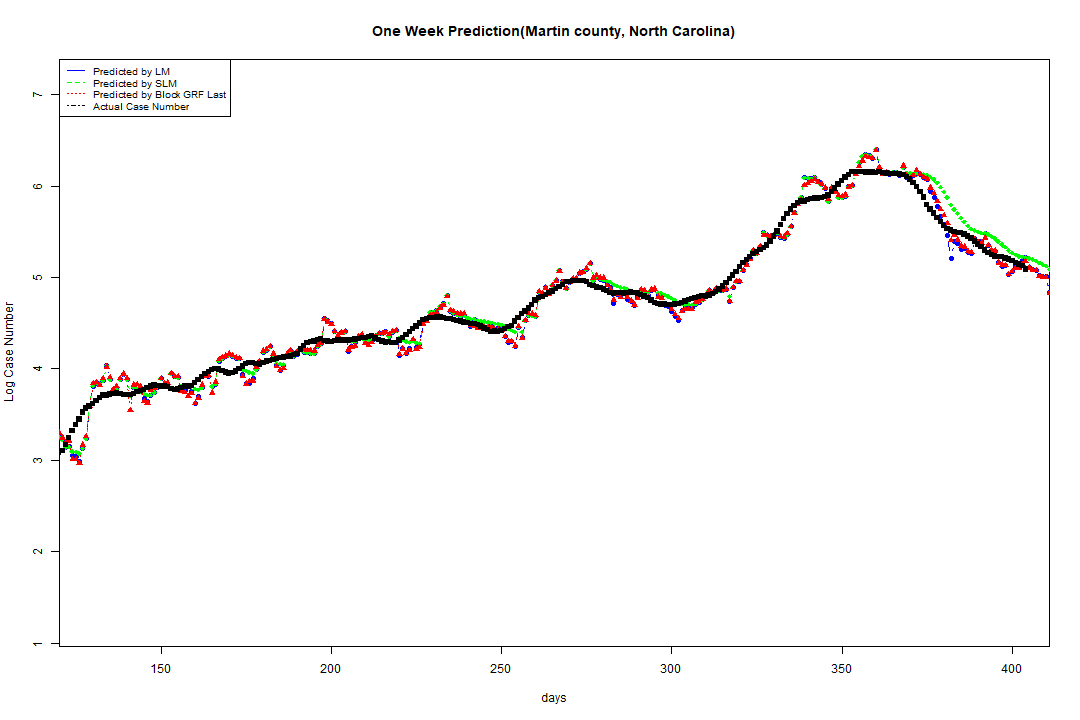 One Week Prediction(Martin county, North Carolina)
Predicted by LM
Predicted by SLM
Predicted by Block GRF Last
Actual Case Number
7
6
5
4
3
2
1
Log Case Number
150 200 250 300 350 400
days